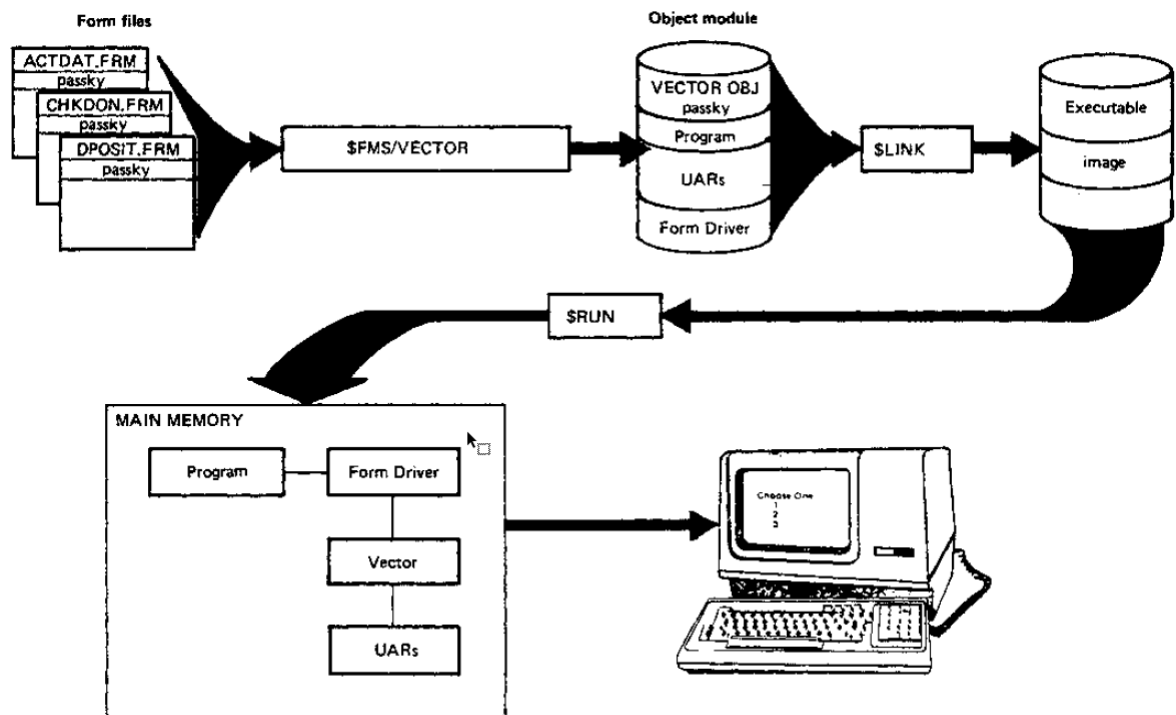 Form files
Object module
ACTDAT.FRM
passky
CHKDON.FRM
passky
DPOSIT.FRM
passky
$FMS/VECTOR
VECTOR OBJ
passky
Program
UARs
Form Driver
$LINK
Executable
image
$RUN
MAIN MEMORY
Program
Form Driver
Vector
UARs
Choose One
1
2
3